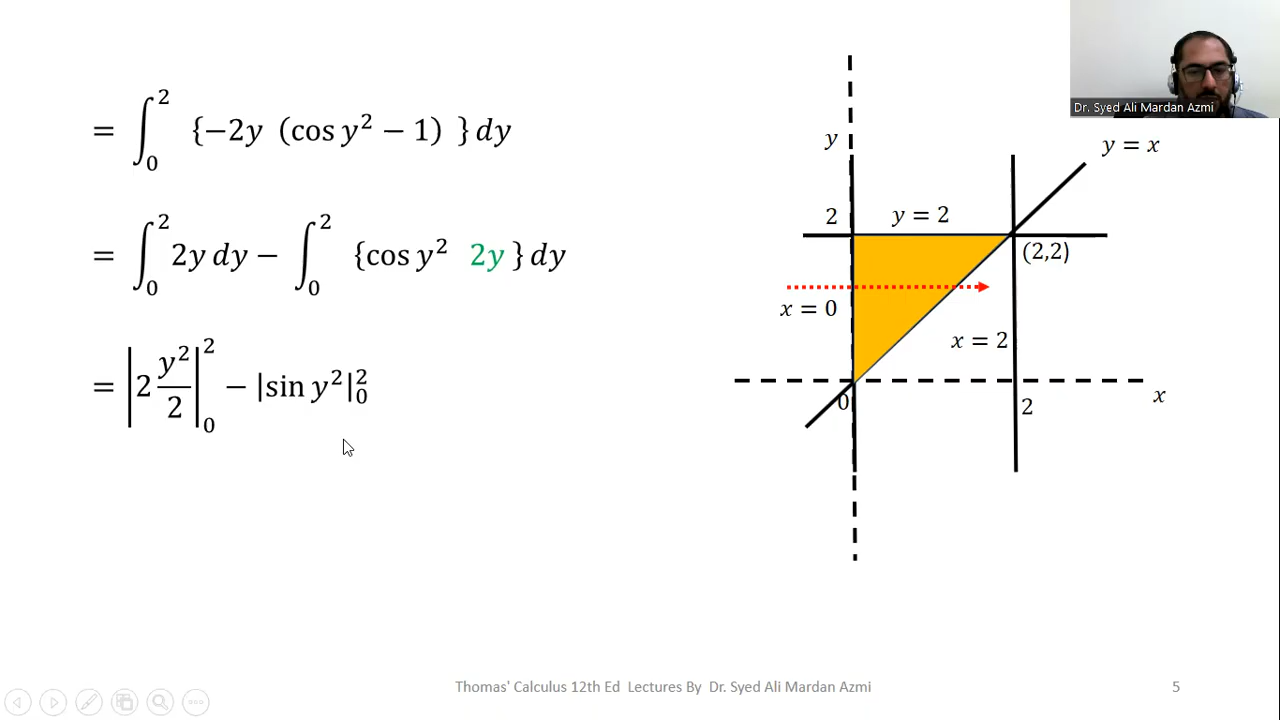 = ∫₀² {−2y (cos y² − 1) } dy
= ∫₀² 2y dy − ∫₀² {cos y² 2y } dy
= |2 y²/2|₀² − |sin y²|₀²
Dr. Syed Ali Mardan Azmi
y = x
y
2
y = 2
(2,2)
x = 0
x = 2
0
2
x
Thomas' Calculus 12th Ed Lectures By Dr. Syed Ali Mardan Azmi
5